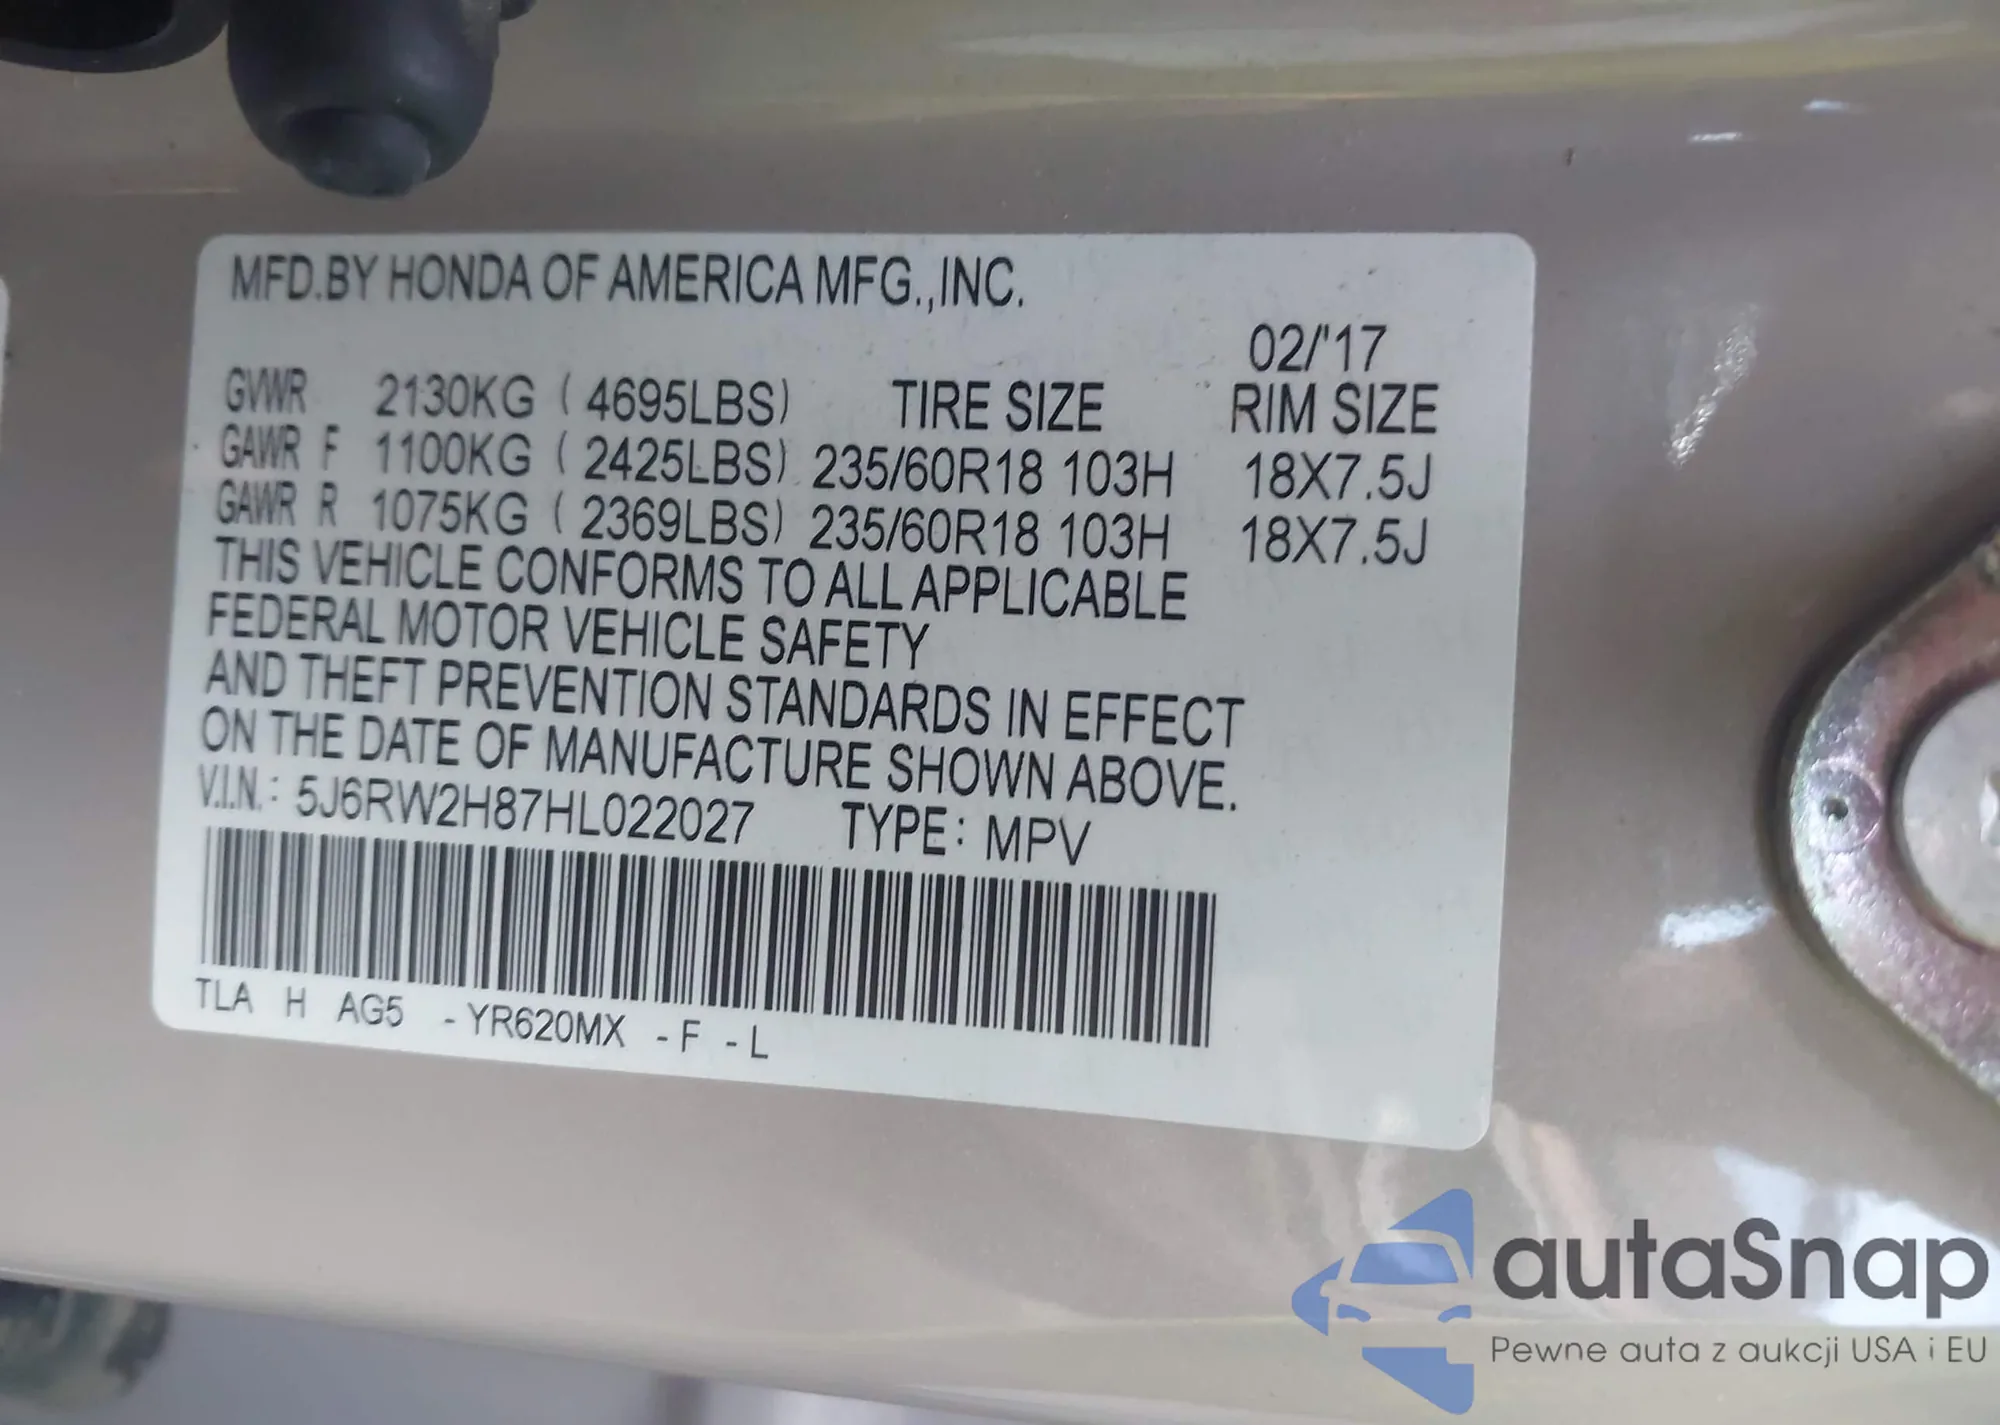 MFD.BY HONDA OF AMERICA MFG.,INC.
02/'17
GVWR 2130KG ( 4695LBS) TIRE SIZE RIM SIZE
GAWR F 1100KG ( 2425LBS) 235/60R18 103H 18X7.5J
GAWR R 1075KG ( 2369LBS) 235/60R18 103H 18X7.5J
THIS VEHICLE CONFORMS TO ALL APPLICABLE
FEDERAL MOTOR VEHICLE SAFETY
AND THEFT PREVENTION STANDARDS IN EFFECT
ON THE DATE OF MANUFACTURE SHOWN ABOVE.
V.I.N.: 5J6RW2H87HL022027 TYPE: MPV
TLA H AG5 -YR620MX -F -L
autaSnap
Pewne auta z aukcji USA i EU